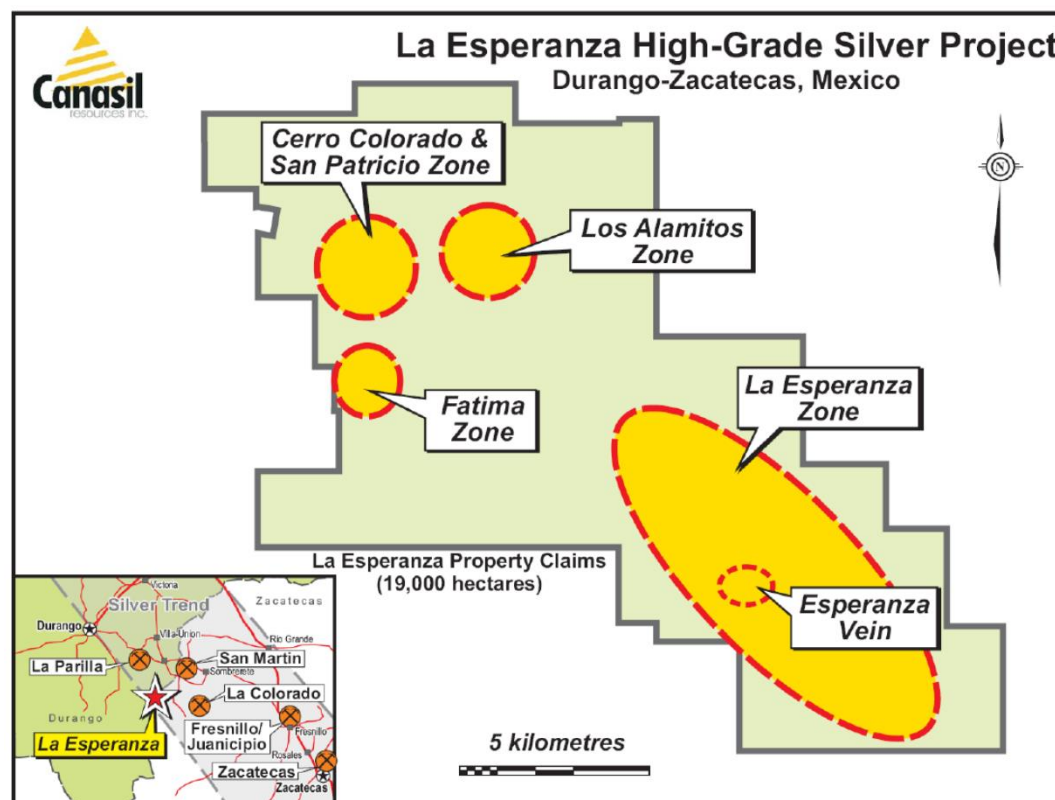 Canasil
resources inc.
La Esperanza High-Grade Silver Project
Durango-Zacatecas, Mexico
N
Cerro Colorado &
San Patricio Zone
Los Alamitos
Zone
Fatima
Zone
La Esperanza
Zone
Esperanza
Vein
La Esperanza Property Claims
(19,000 hectares)
5 kilometres
Victoria
Silver Trend
Zacatecas
Durango
Villa-Union
Rio Grande
La Parilla
San Martin
Sombrerete
La Colorado
Durango
Fresnillo/
Juanicipio
Fresnillo
La Esperanza
Rosales
Zacatecas
Zacatecas